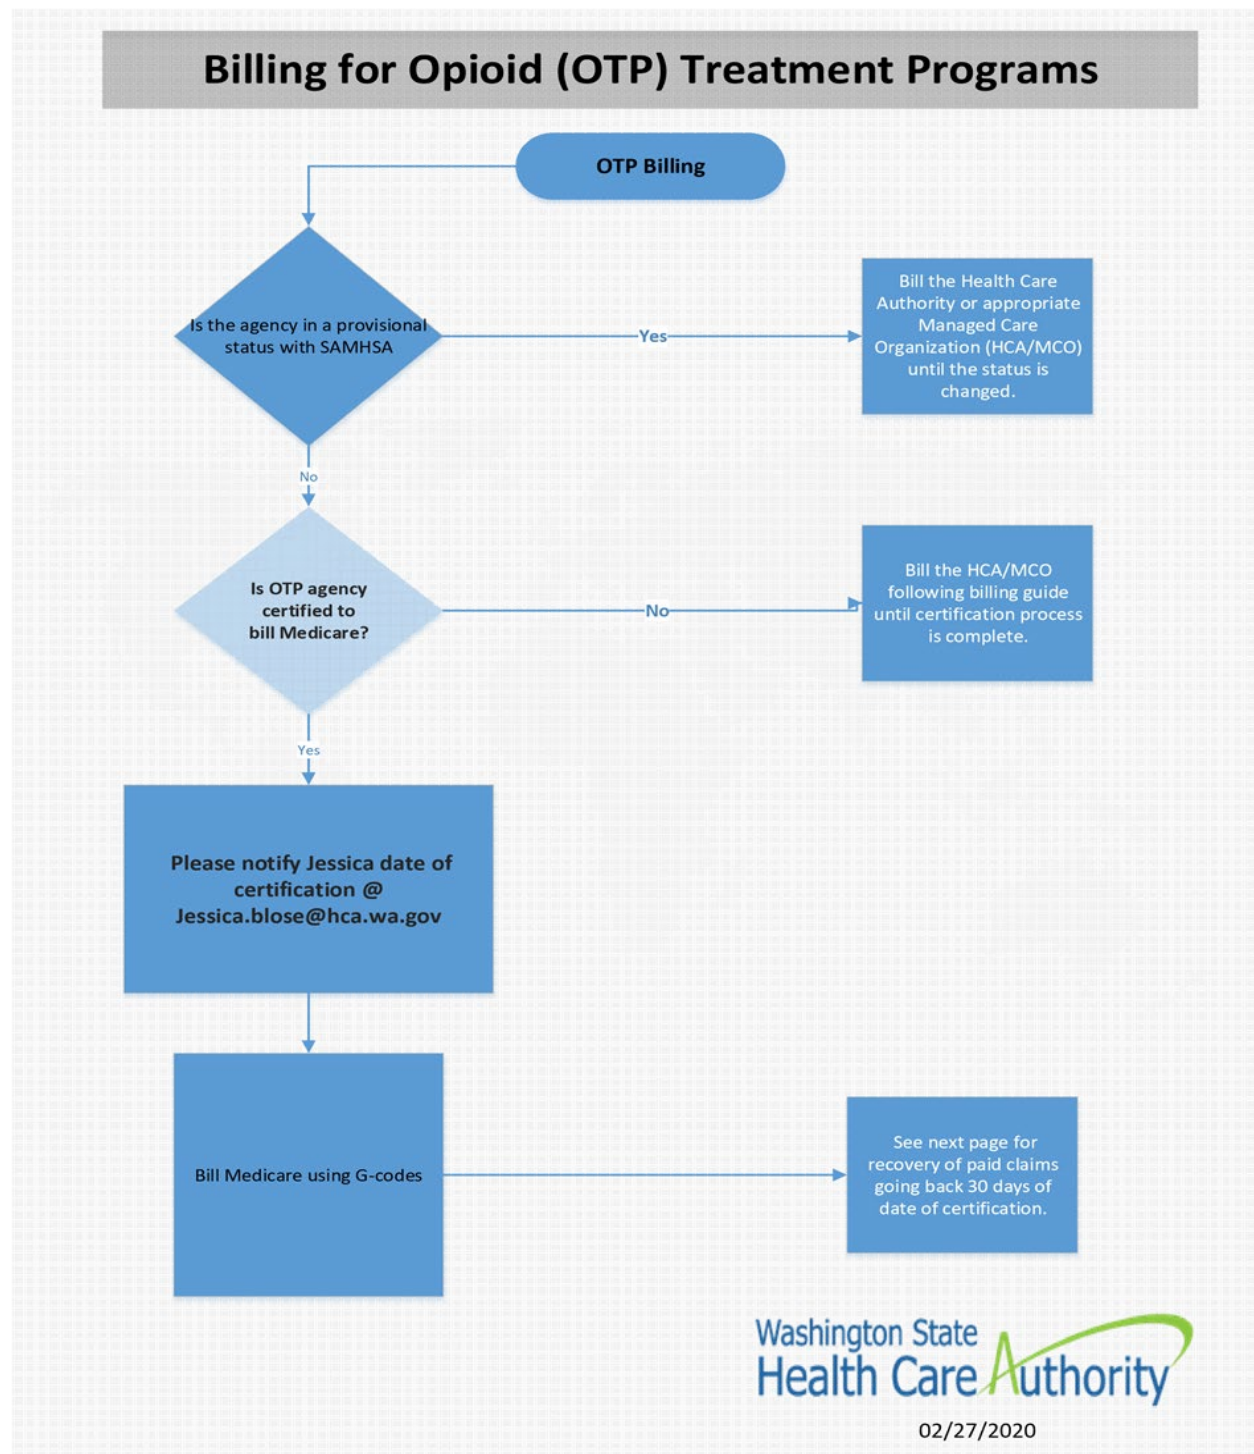 Billing for Opioid (OTP) Treatment Programs
OTP Billing
Is the agency in a provisional
status with SAMHSA
Yes
Bill the Health Care
Authority or appropriate
Managed Care
Organization (HCA/MCO)
until the status is
changed.
No
Is OTP agency
certified to
bill Medicare?
No
Bill the HCA/MCO
following billing guide
until certification process
is complete.
Yes
Please notify Jessica date of
certification @
Jessica.blose@hca.wa.gov
Bill Medicare using G-codes
See next page for
recovery of paid claims
going back 30 days of
date of certification.
Washington State
Health Care Authority
02/27/2020